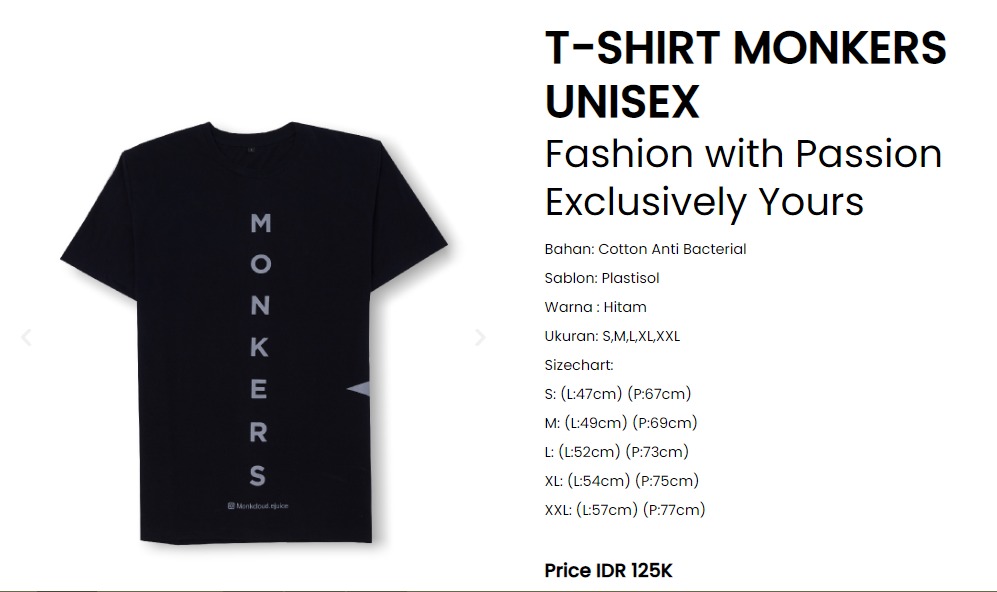 T-SHIRT MONKERS
UNISEX
Fashion with Passion
Exclusively Yours
Bahan: Cotton Anti Bacterial
Sablon: Plastisol
Warna : Hitam
Ukuran: S,M,L,XL,XXL
Sizechart:
S: (L:47cm) (P:67cm)
M: (L:49cm) (P:69cm)
L: (L:52cm) (P:73cm)
XL: (L:54cm) (P:75cm)
XXL: (L:57cm) (P:77cm)
Price IDR 125K
M
O
N
K
E
R
S
Monkcloud.ejuice